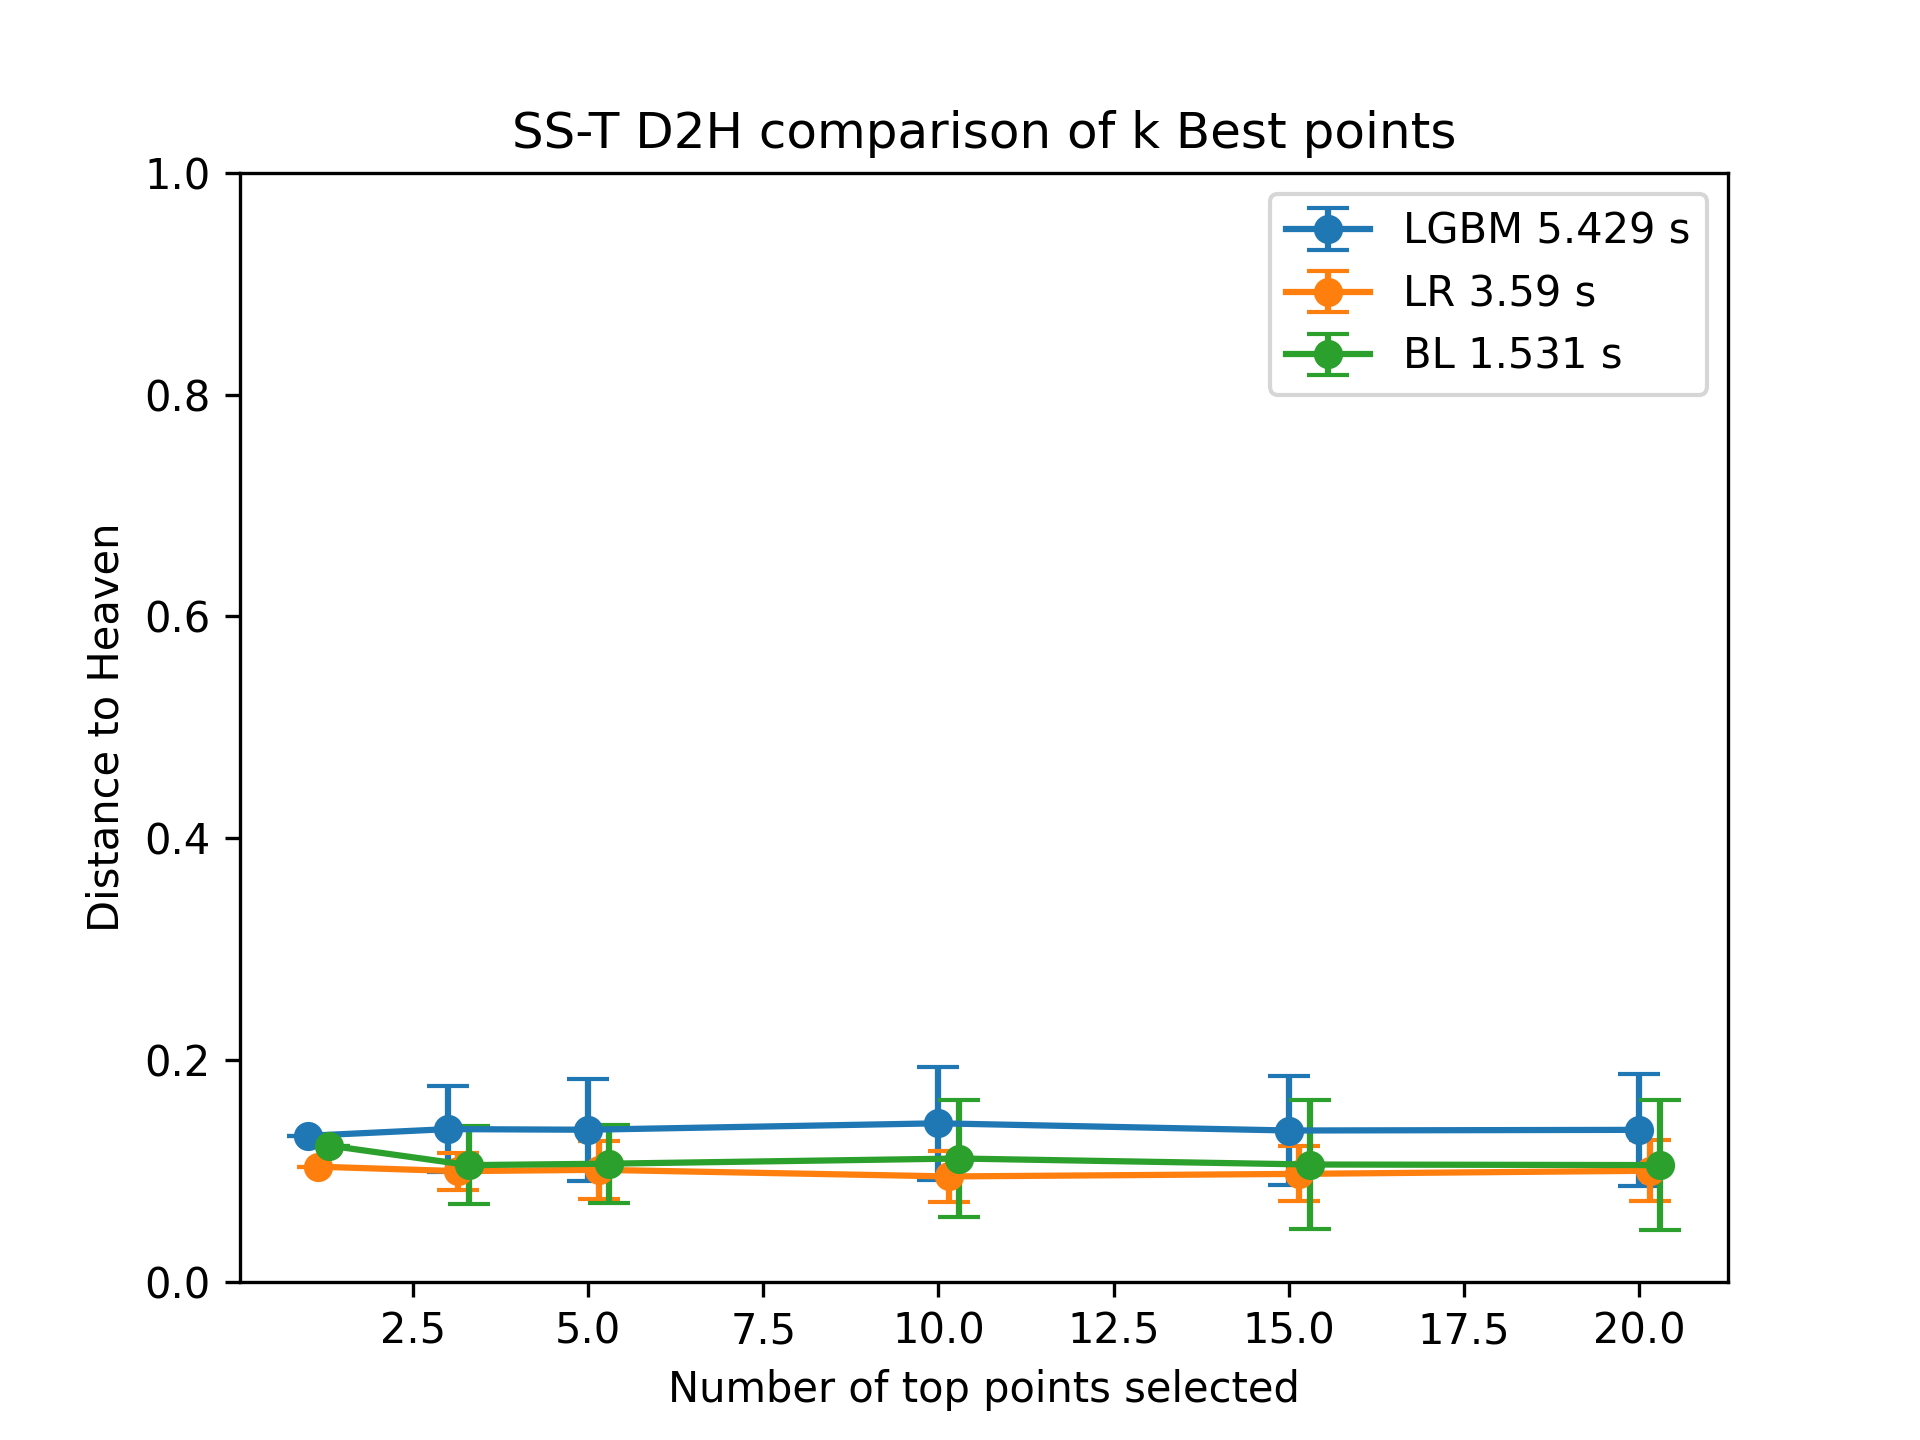 SS-T D2H comparison of k Best points
1.0
0.8
0.6
0.4
0.2
0.0
Distance to Heaven
LGBM 5.429 s
LR 3.59 s
BL 1.531 s
2.5 5.0 7.5 10.0 12.5 15.0 17.5 20.0
Number of top points selected